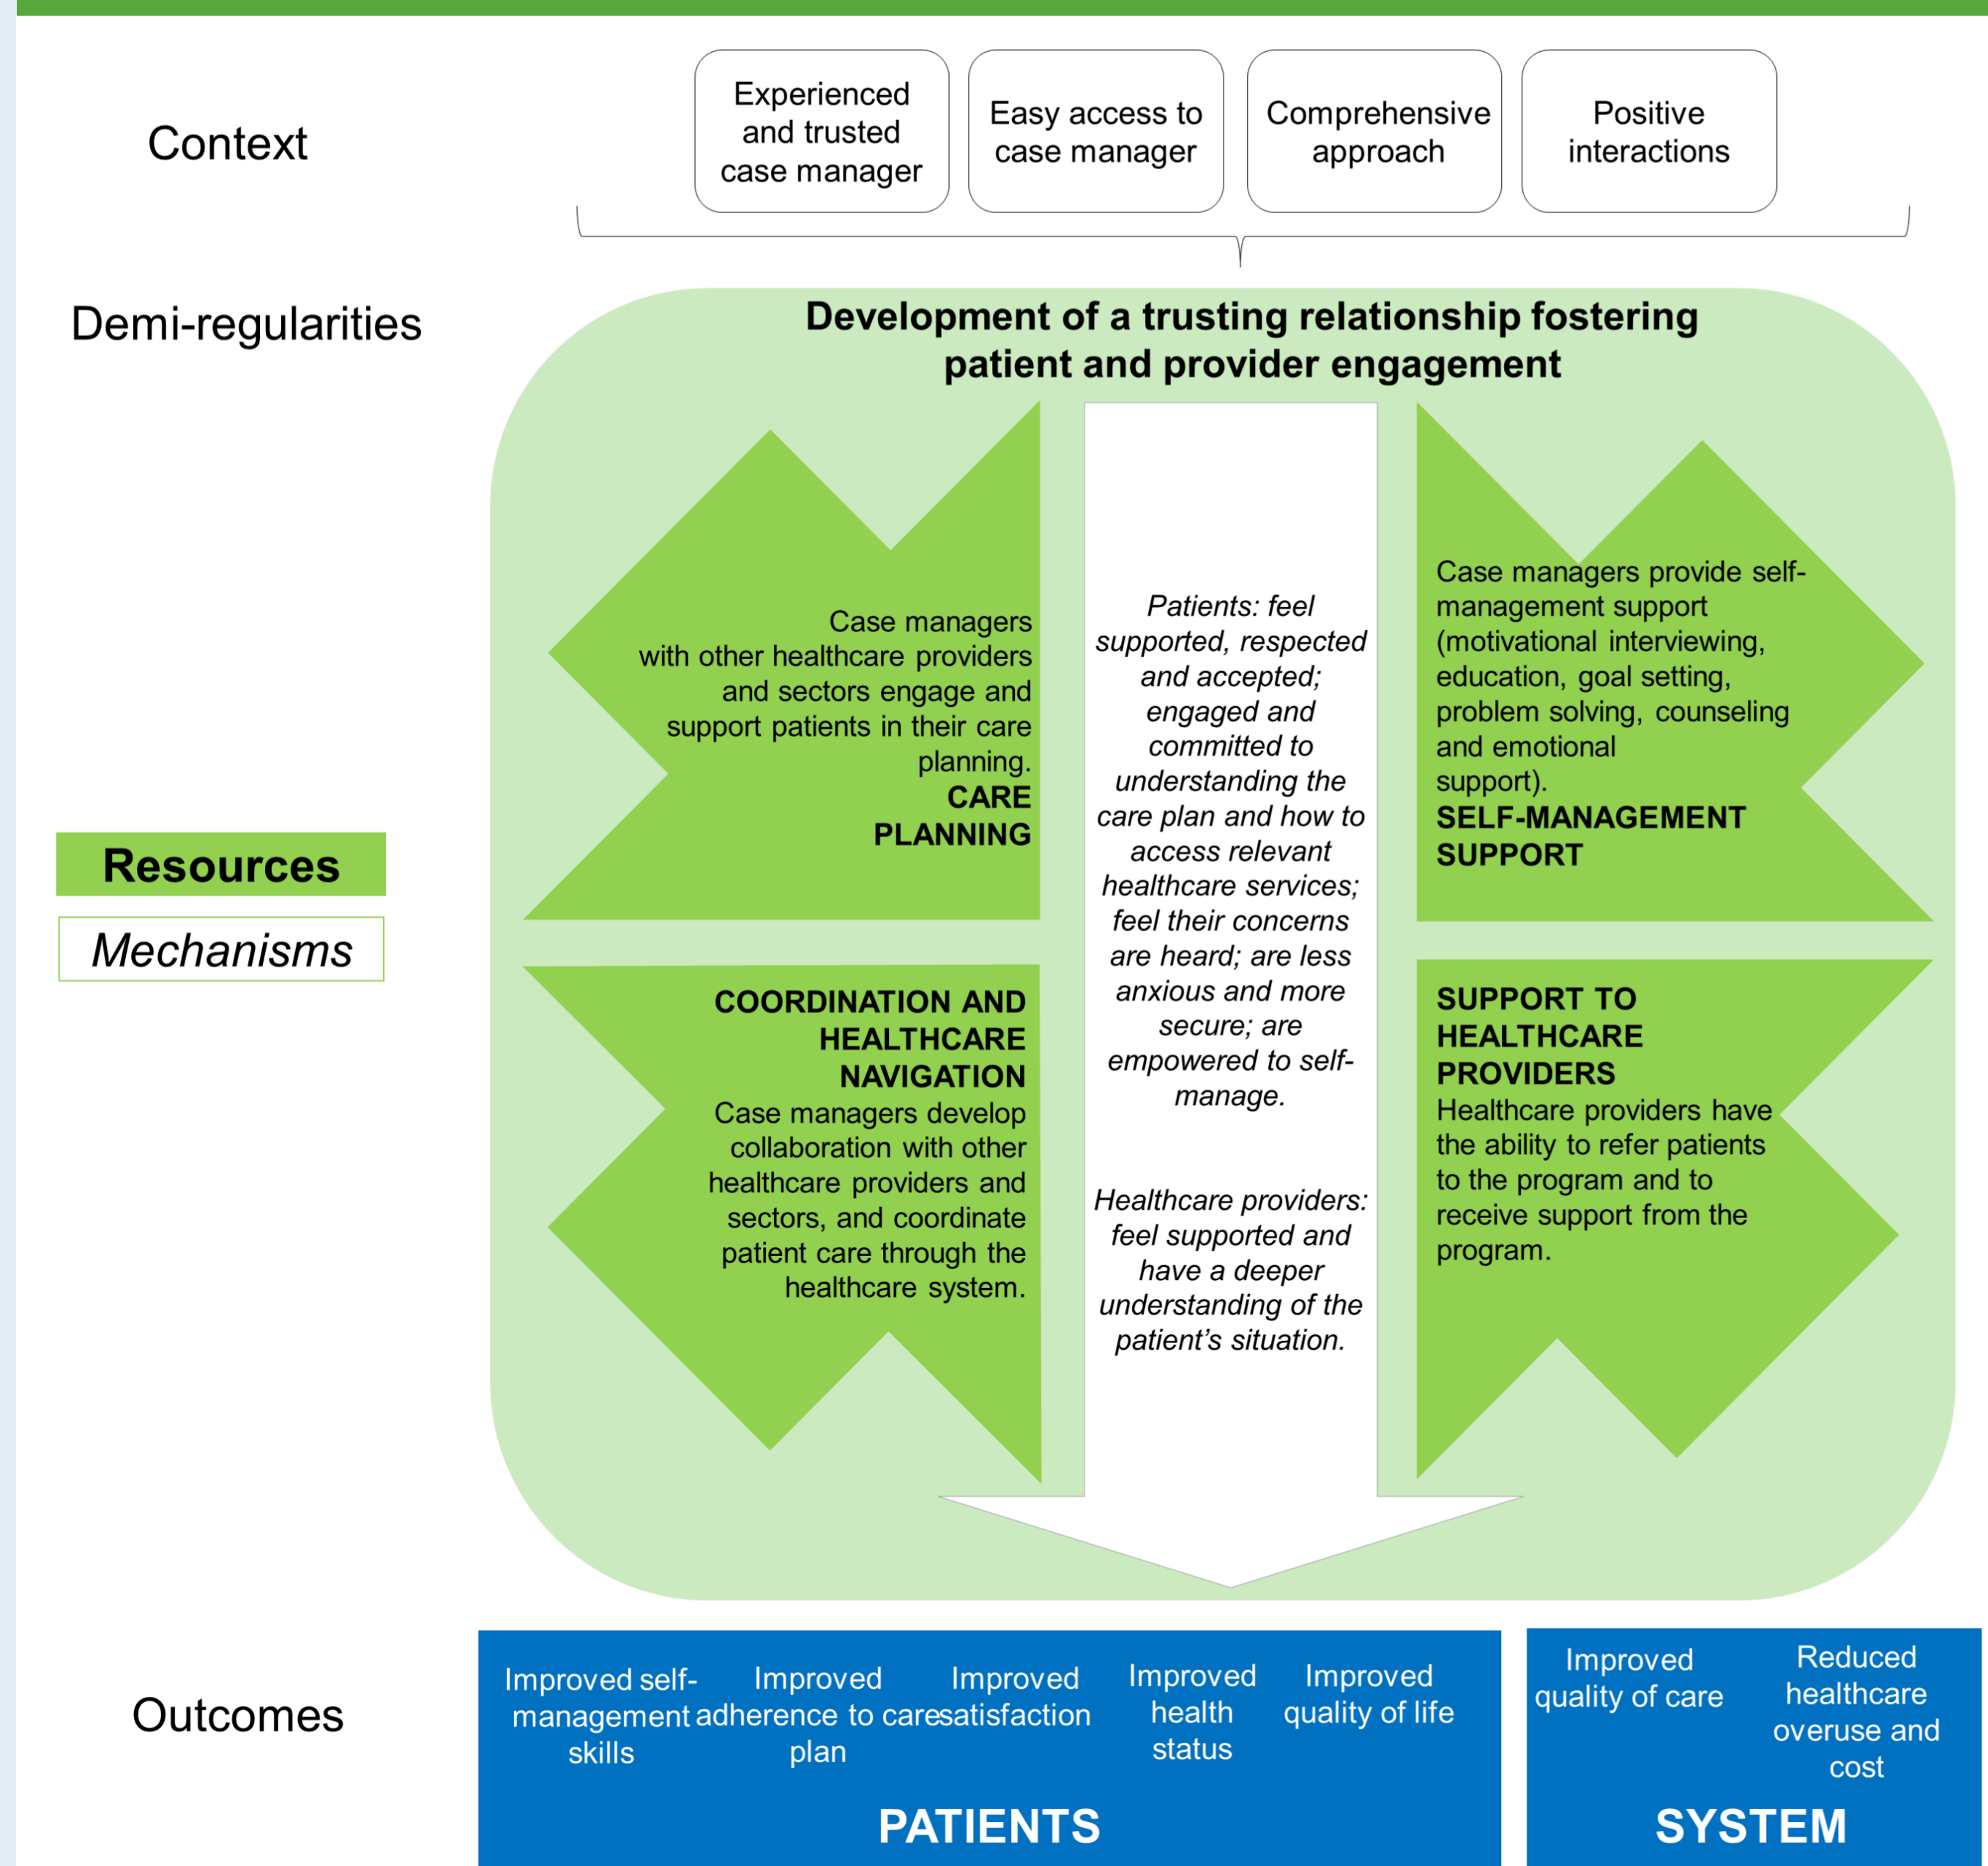 Context
Experienced
and trusted
case manager
Easy access to
case manager
Comprehensive
approach
Positive
interactions
Demi-regularities
Development of a trusting relationship fostering
patient and provider engagement
Case managers
with other healthcare providers
and sectors engage and
support patients in their care
planning.
CARE
PLANNING
Patients: feel
supported, respected
and accepted;
engaged and
committed to
understanding the
care plan and how to
access relevant
healthcare services;
feel their concerns
are heard; are less
anxious and more
secure; are
empowered to self-
manage.
Healthcare providers:
feel supported and
have a deeper
understanding of the
patient’s situation.
Case managers provide self-
management support
(motivational interviewing,
education, goal setting,
problem solving, counseling
and emotional
support).
SELF-MANAGEMENT
SUPPORT
Resources
Mechanisms
COORDINATION AND
HEALTHCARE
NAVIGATION
Case managers develop
collaboration with other
healthcare providers and
sectors, and coordinate
patient care through the
healthcare system.
SUPPORT TO
HEALTHCARE
PROVIDERS
Healthcare providers have
the ability to refer patients
to the program and to
receive support from the
program.
Outcomes
Improved self-
management
skills
Improved
adherence to care
plan
Improved
satisfaction
Improved
health
status
Improved
quality of life
PATIENTS
Improved
quality of care
Reduced
healthcare
overuse and
cost
SYSTEM